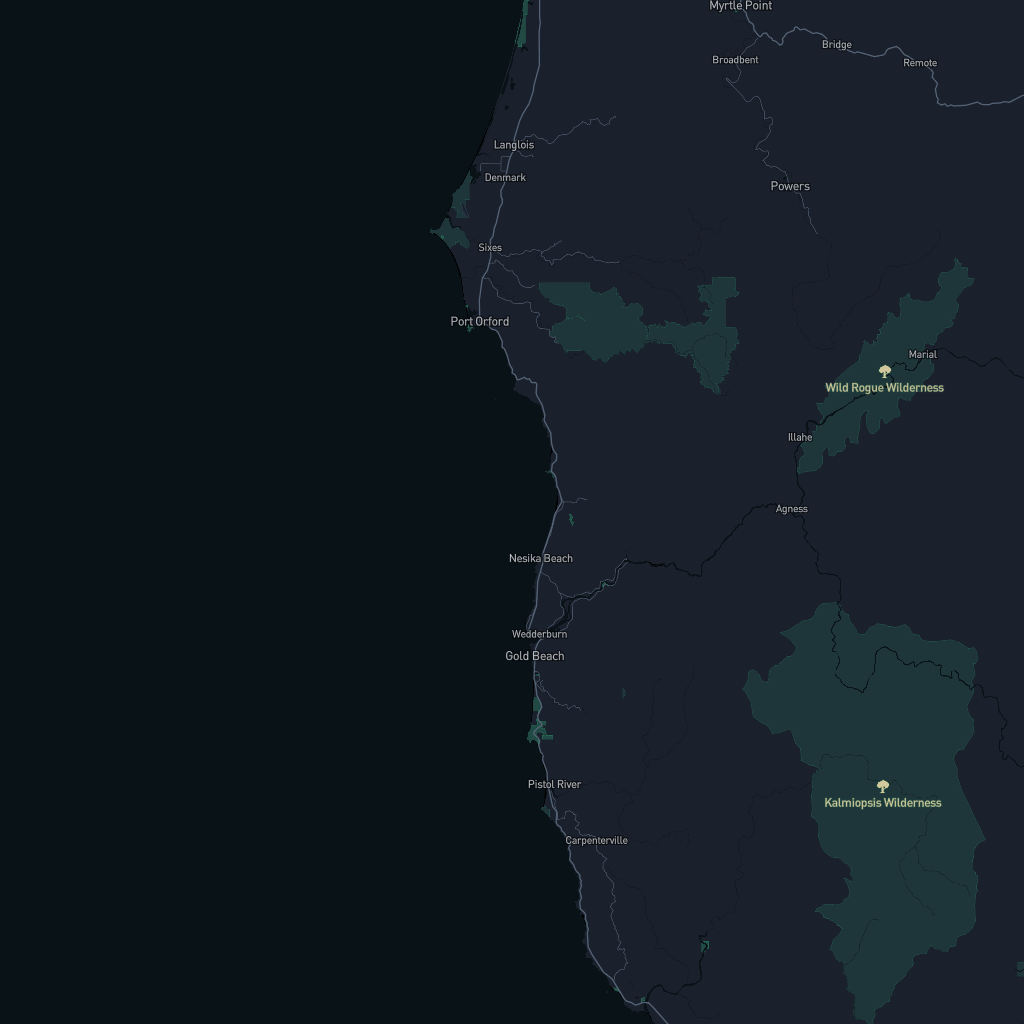 Myrtle Point
Bridge
Broadbent
Remote
Langlois
Denmark
Powers
Sixes
Port Orford
Marial
Wild Rogue Wilderness
Illahe
Agness
Nesika Beach
Wedderburn
Gold Beach
Pistol River
Kalmiopsis Wilderness
Carpenterville